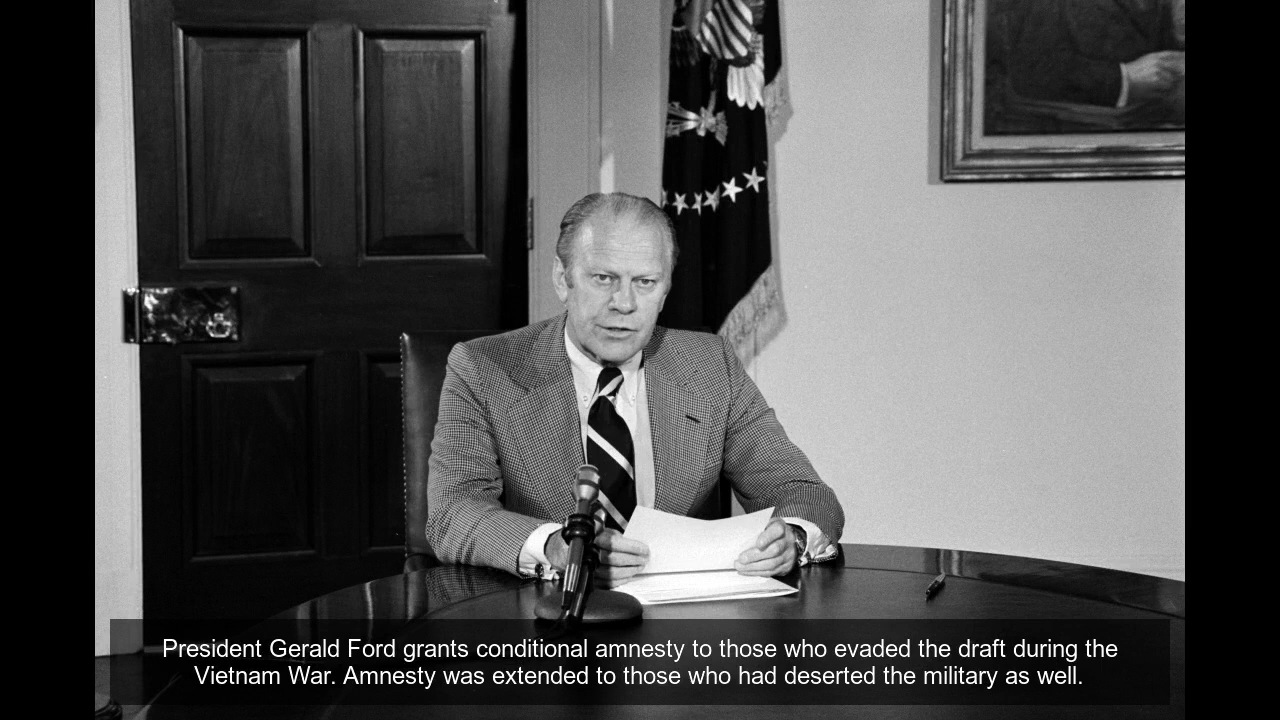 President Gerald Ford grants conditional amnesty to those who evaded the draft during the
Vietnam War. Amnesty was extended to those who had deserted the military as well.